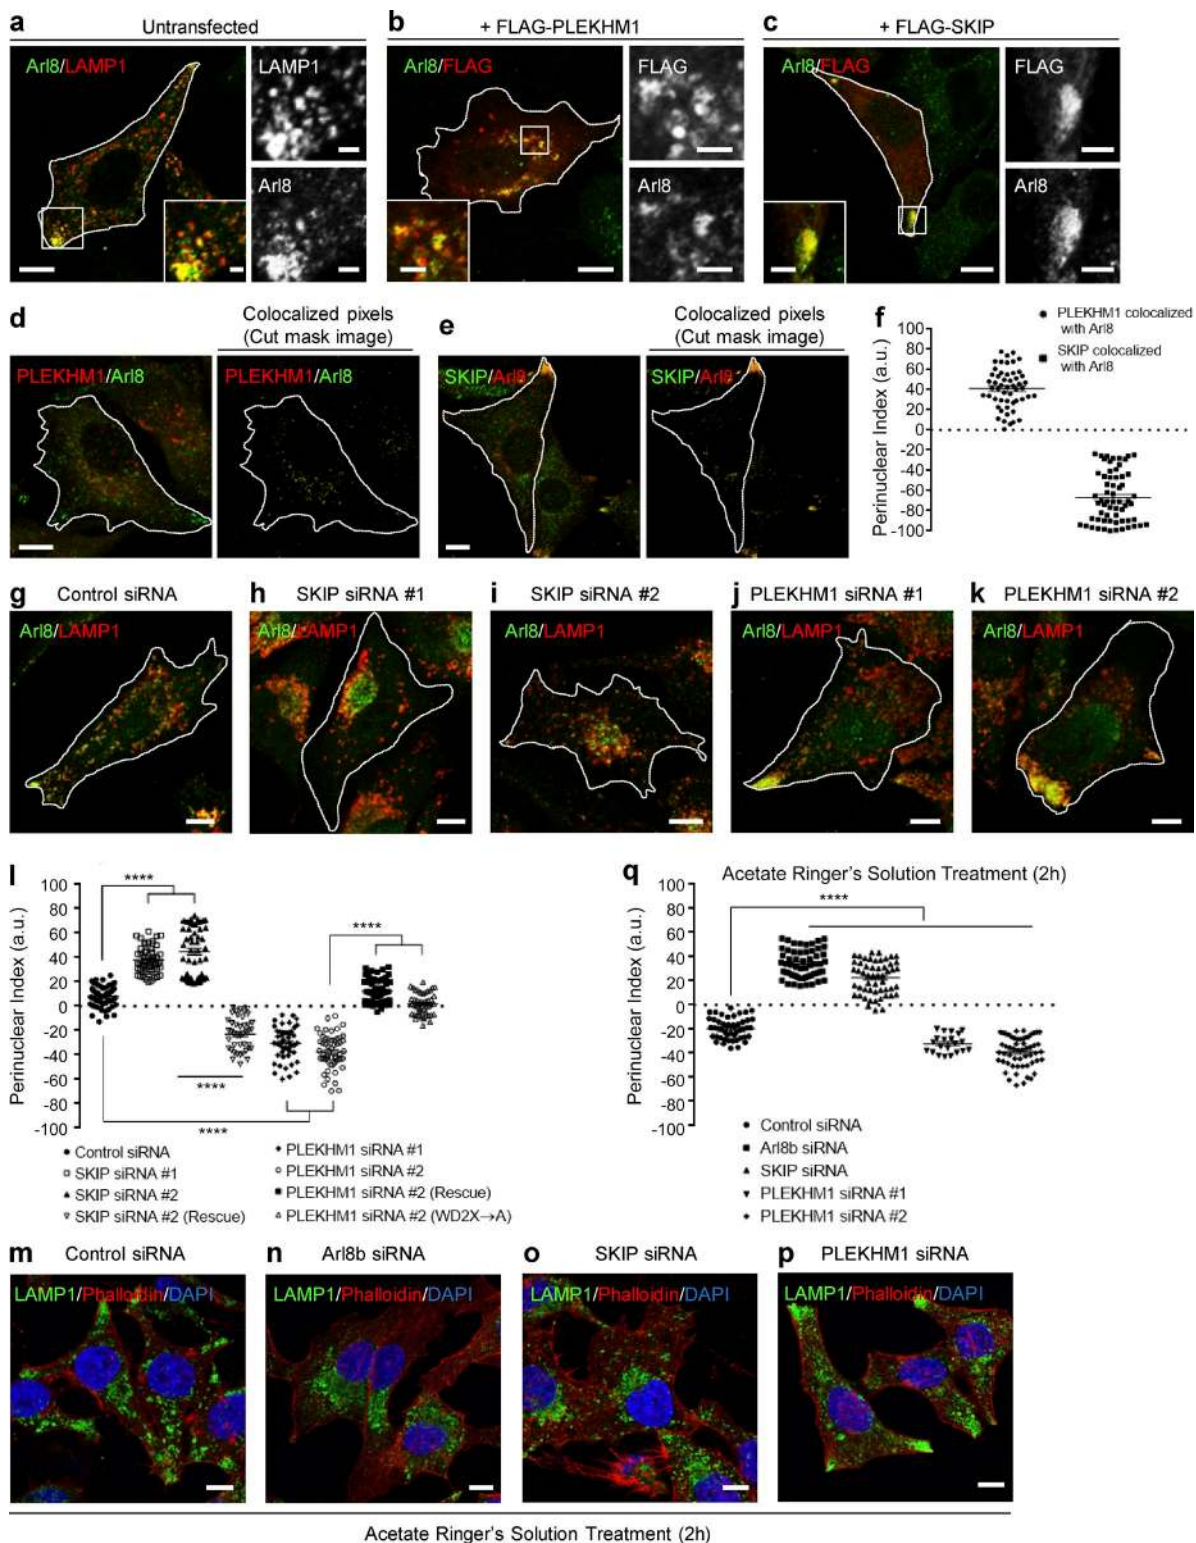 a
Untransfected
Arl8/LAMP1
LAMP1
Arl8
b
+ FLAG-PLEKHM1
Arl8/FLAG
FLAG
Arl8
c
+ FLAG-SKIP
Arl8/FLAG
FLAG
Arl8
d
Colocalized pixels
(Cut mask image)
PLEKHM1/Arl8
PLEKHM1/Arl8
e
Colocalized pixels
(Cut mask image)
SKIP/Arl8
SKIP/Arl8
f
PLEKHM1 colocalized
with Arl8
SKIP colocalized
with Arl8
Perinuclear Index (a.u.)
100
80
60
40
20
0
-20
-40
-60
-80
-100
g
Control siRNA
Arl8/LAMP1
h
SKIP siRNA #1
Arl8/LAMP1
i
SKIP siRNA #2
Arl8/LAMP1
j
PLEKHM1 siRNA #1
Arl8/LAMP1
k
PLEKHM1 siRNA #2
Arl8/LAMP1
l
Perinuclear Index (a.u.)
100
80
60
40
20
0
-20
-40
-60
-80
-100
****
****
****
****
Control siRNA
SKIP siRNA #1
SKIP siRNA #2
SKIP siRNA #2 (Rescue)
PLEKHM1 siRNA #1
PLEKHM1 siRNA #2
PLEKHM1 siRNA #2 (Rescue)
PLEKHM1 siRNA #2 (WD2X→A)
q
Acetate Ringer's Solution Treatment (2h)
****
Perinuclear Index (a.u.)
100
80
60
40
20
0
-20
-40
-60
-80
-100
Control siRNA
Arl8b siRNA
SKIP siRNA
PLEKHM1 siRNA #1
PLEKHM1 siRNA #2
m
Control siRNA
LAMP1/Phalloidin/DAPI
n
Arl8b siRNA
LAMP1/Phalloidin/DAPI
o
SKIP siRNA
LAMP1/Phalloidin/DAPI
p
PLEKHM1 siRNA
LAMP1/Phalloidin/DAPI
Acetate Ringer's Solution Treatment (2h)